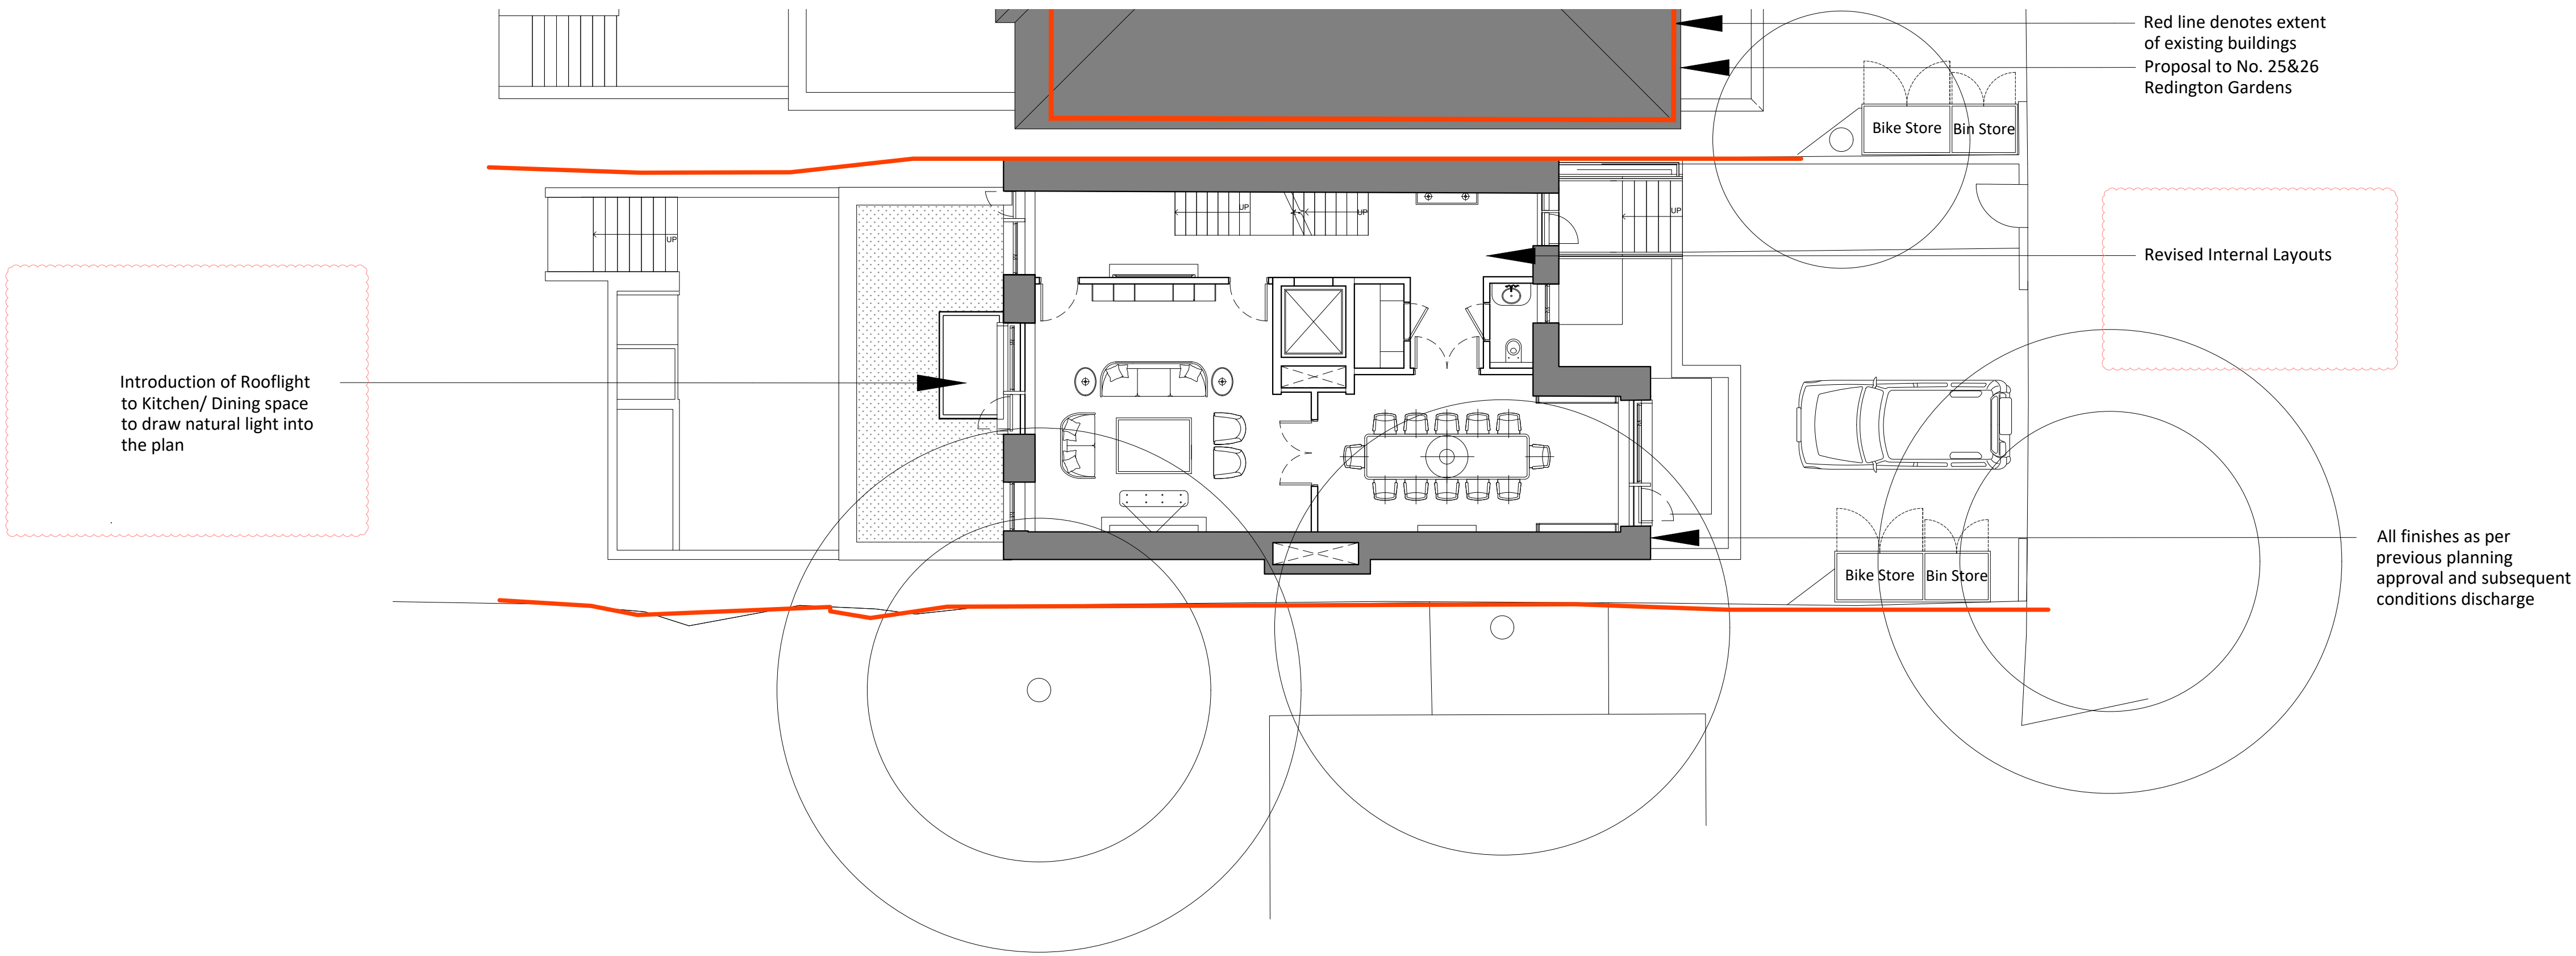 Red line denotes extent
of existing buildings
Proposal to No. 25&26
Redington Gardens
Bike Store
Bin Store
UP
UP
UP
UP
Revised Internal Layouts
Introduction of Rooflight
to Kitchen/ Dining space
to draw natural light into
the plan
All finishes as per
previous planning
approval and subsequent
conditions discharge
Bike Store
Bin Store